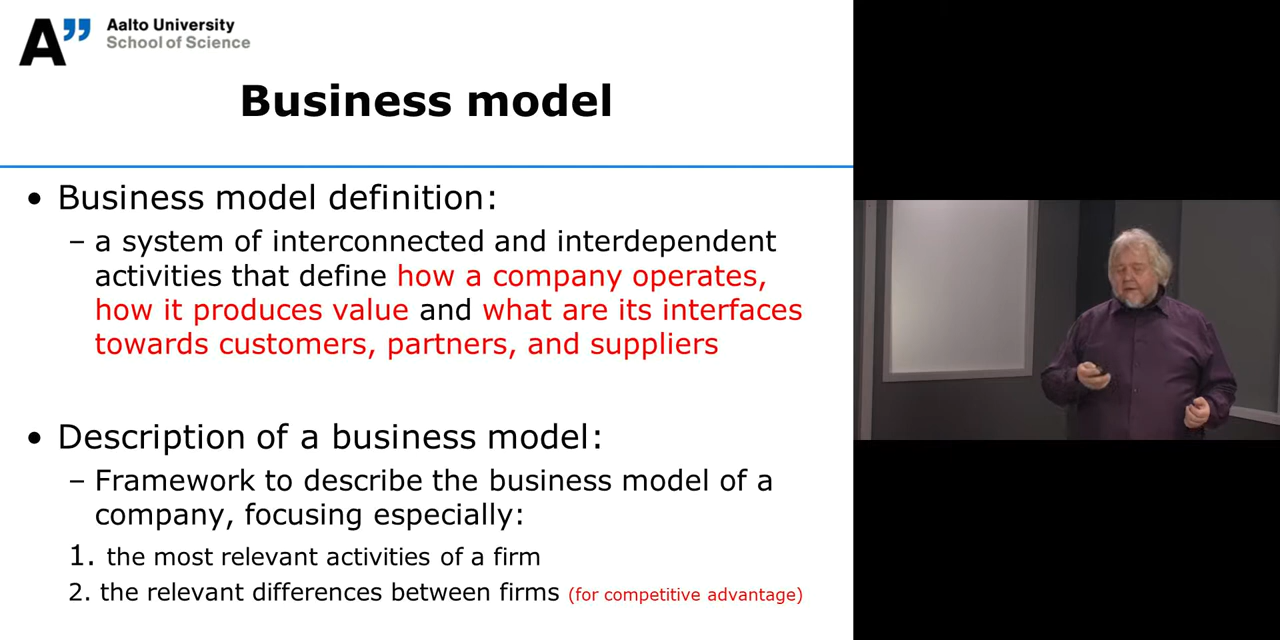 A”
Aalto University
School of Science
Business model
• Business model definition:
– a system of interconnected and interdependent
activities that define how a company operates,
how it produces value and what are its interfaces
towards customers, partners, and suppliers
• Description of a business model:
– Framework to describe the business model of a
company, focusing especially:
1. the most relevant activities of a firm
2. the relevant differences between firms (for competitive advantage)